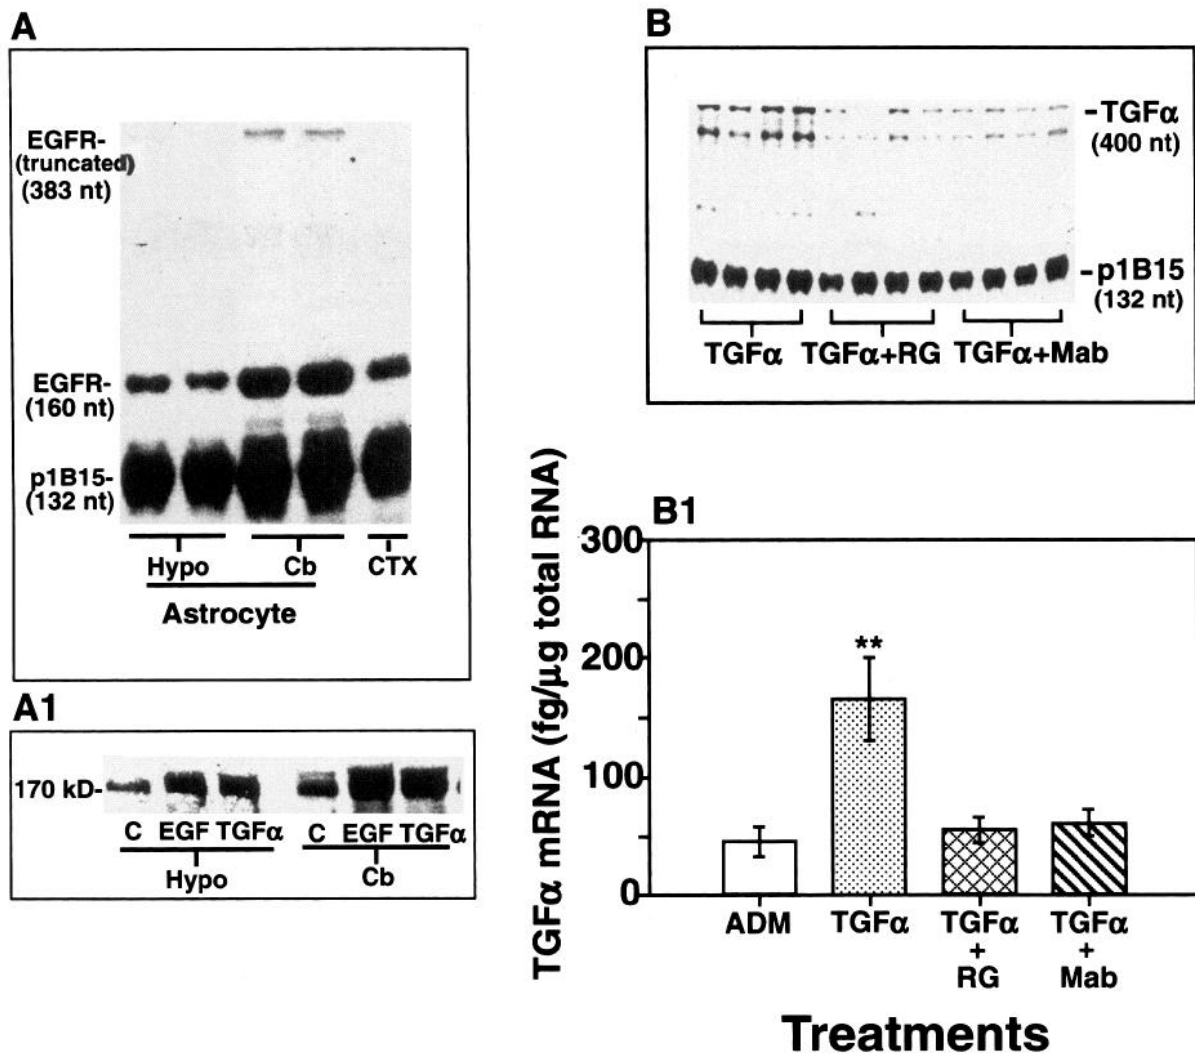 A
EGFR-
(truncated)
(383 nt)
EGFR-
(160 nt)
p1B15-
(132 nt)
Hypo Cb CTX
Astrocyte
A1
170 kD-
C EGF TGFα C EGF TGFα
Hypo Cb
B
-TGFα
(400 nt)
-p1B15
(132 nt)
TGFα TGFα+RG TGFα+Mab
B1
TGFα mRNA (fg/μg total RNA)
300
200
100
0
**
ADM TGFα TGFα TGFα
+ +
RG Mab
Treatments